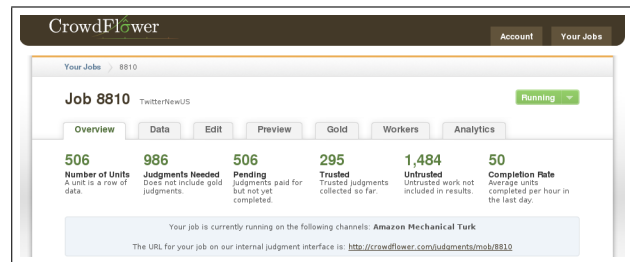 CrowdFlower
Account Your Jobs
Your Jobs 8810
Job 8810 TwitterNewUS Running
Overview Data Edit Preview Gold Workers Analytics
506 986 506 295 1,484 50
Number of Units Judgments Needed Pending Trusted Untrusted Completion Rate
A unit is a row of Does not include gold Judgments paid for Trusted judgments Untrusted work not Average units
data. judgments. but not yet collected so far. included in results. completed per hour in
completed. the last day.
Your job is currently running on the following channels: Amazon Mechanical Turk
The URL for your job on our internal judgment interface is: http://crowdflower.com/judgments/mob/8810